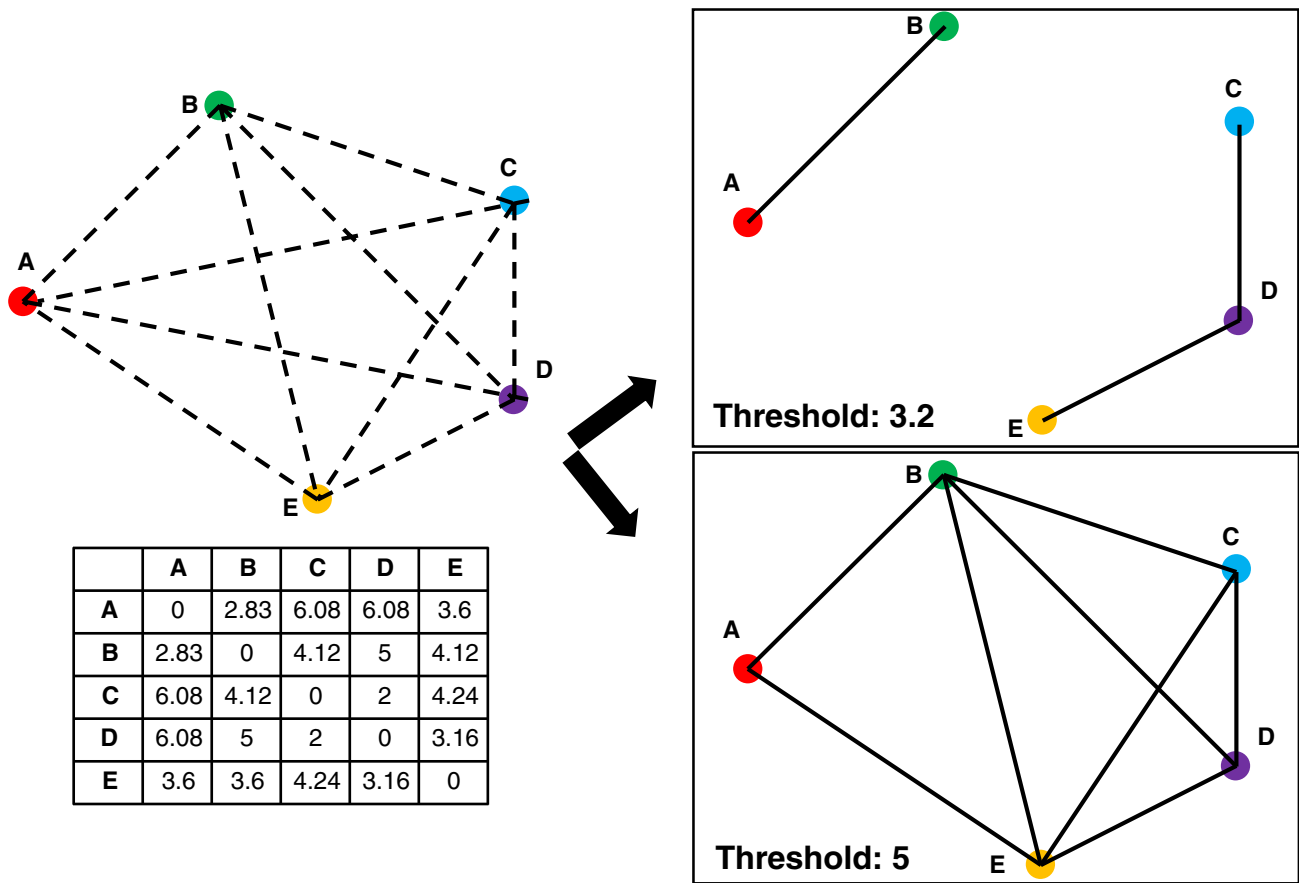 B
C
A
D
E
A B C D E
A 0 2.83 6.08 6.08 3.6
B 2.83 0 4.12 5 4.12
C 6.08 4.12 0 2 4.24
D 6.08 5 2 0 3.16
E 3.6 3.6 4.24 3.16 0
B
C
A
D
E
Threshold: 3.2
B
C
A
D
E
Threshold: 5